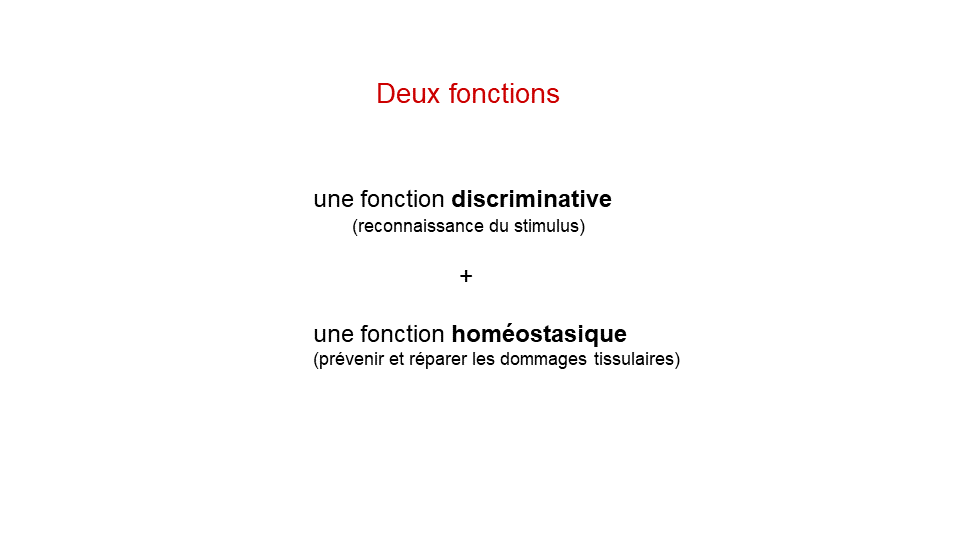 Deux fonctions
une fonction discriminative
(reconnaissance du stimulus)
+
une fonction homéostasique
(prévenir et réparer les dommages tissulaires)